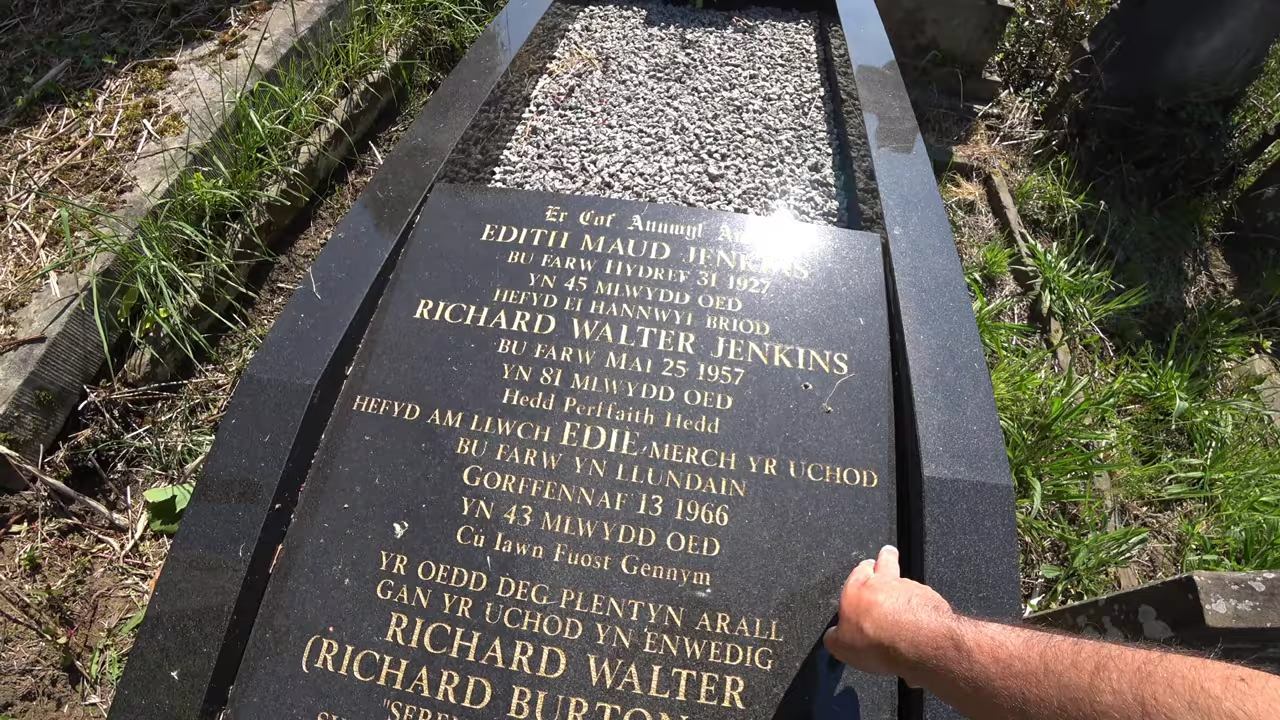 Er Cof Annwyl
EDITH MAUD JENKINS
BU FARW HYDREF 31 1927
YN 45 MLWYDD OED
HEFYD EI HANNWYL BRIOD
RICHARD WALTER JENKINS
BU FARW MAI 25 1957
YN 81 MLWYDD OED
Hedd Perffaith Hedd
HEFYD AM LLWCH EDIE, MERCH YR UCHOD
BU FARW YN LLUNDAIN
GORFFENNAF 13 1966
YN 43 MLWYDD OED
Cu Iawn Fuost Gennym
YR OEDD DEG PLENTYN ARALL
GAN YR UCHOD YN ENWEDIG
RICHARD WALTER
(RICHARD BURTON